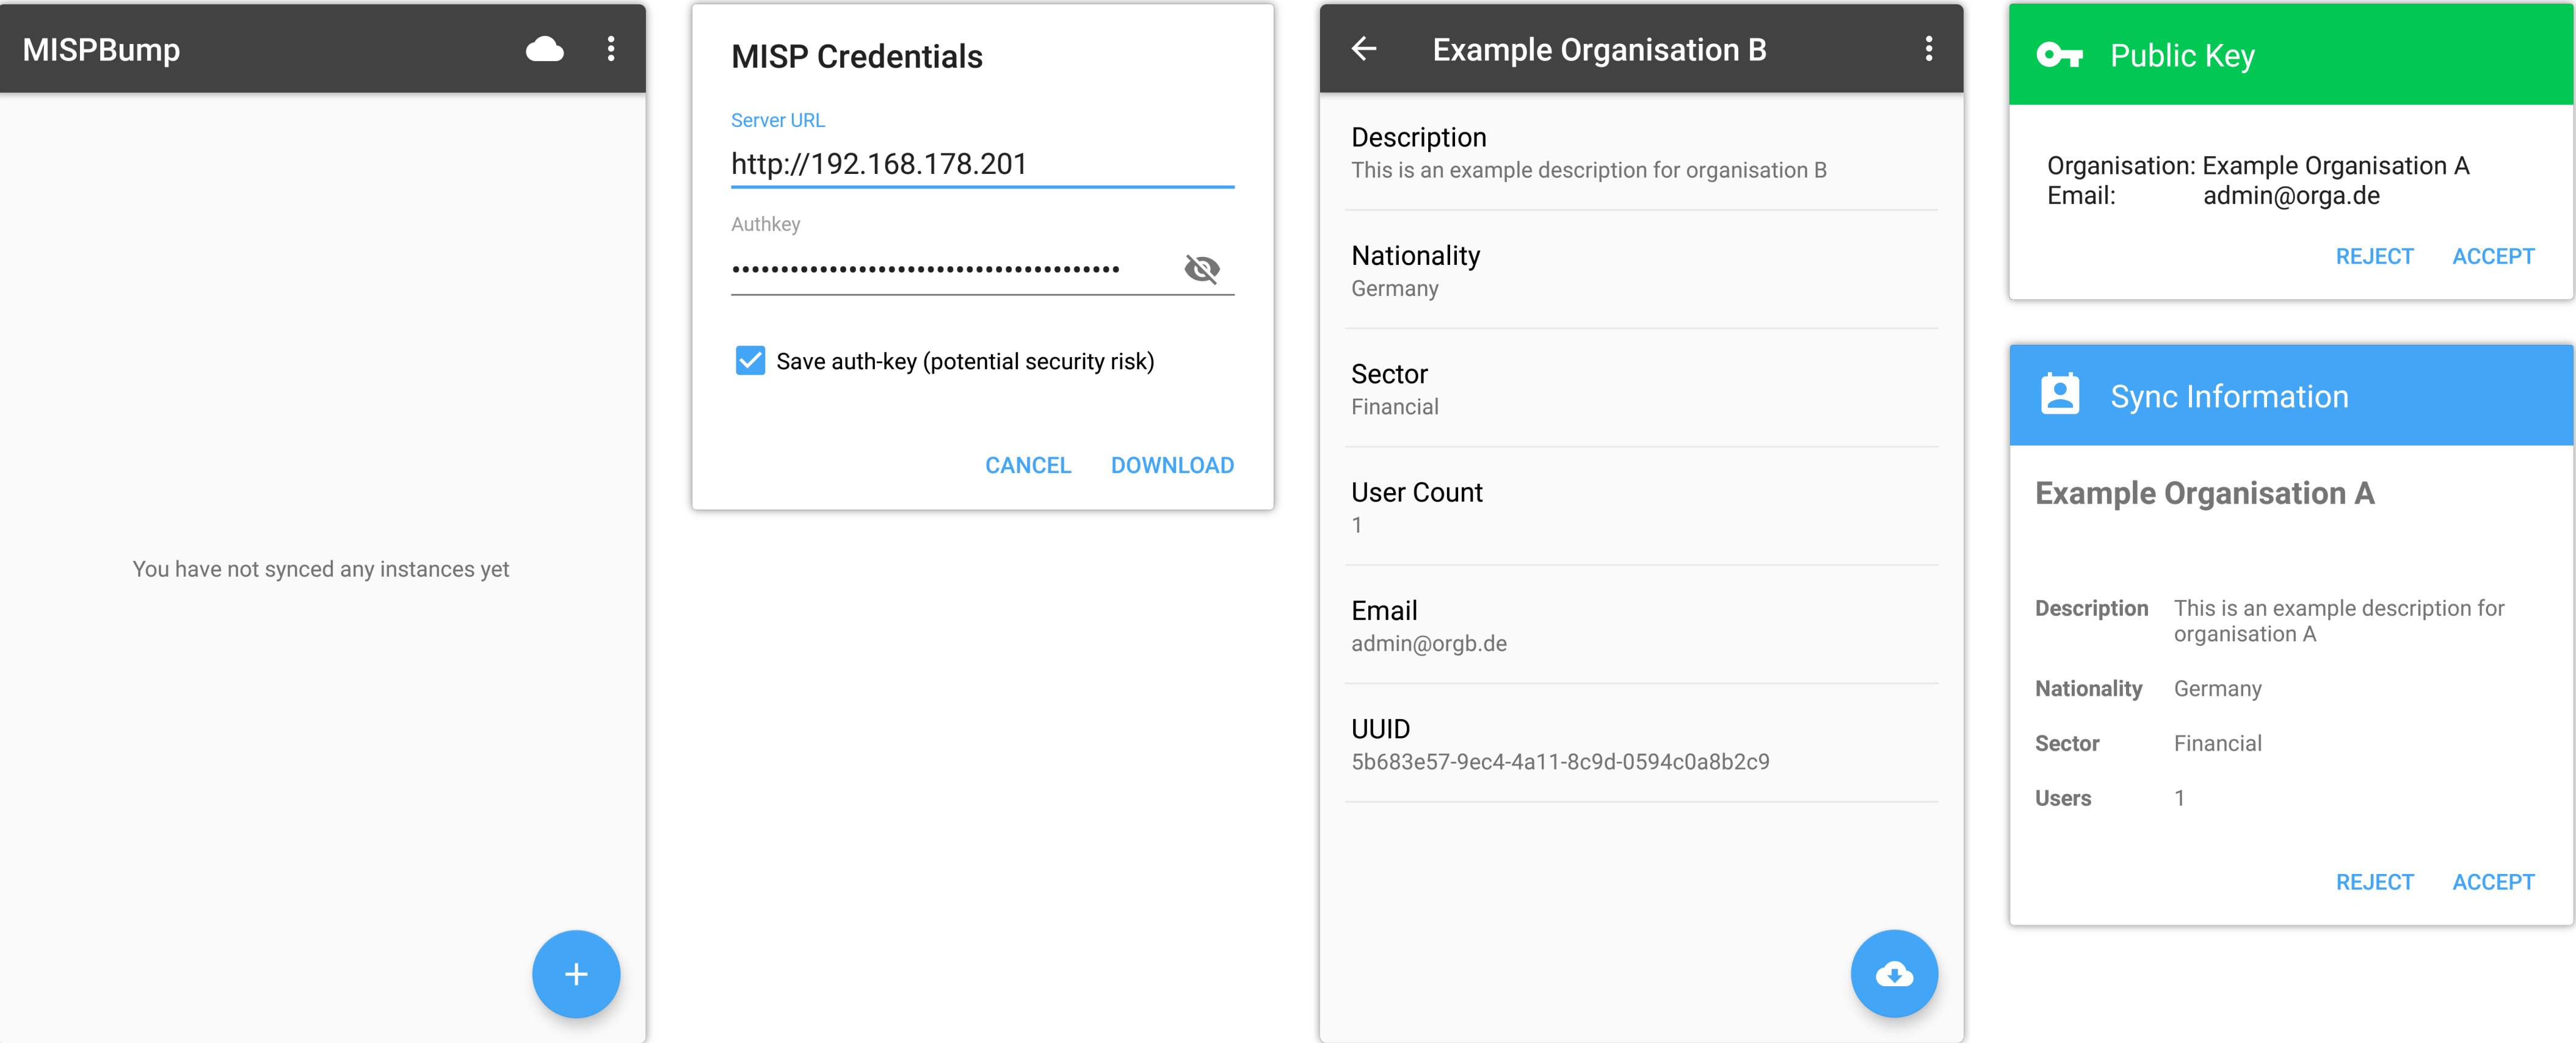 MISPBump
You have not synced any instances yet
MISP Credentials
Server URL
http://192.168.178.201
Authkey
••••••••••••••••••••••••••••••••••••••••
Save auth-key (potential security risk)
CANCEL DOWNLOAD
Example Organisation B
Description
This is an example description for organisation B
Nationality
Germany
Sector
Financial
User Count
1
Email
admin@orgb.de
UUID
5b683e57-9ec4-4a11-8c9d-0594c0a8b2c9
Public Key
Organisation: Example Organisation A
Email: admin@orga.de
REJECT ACCEPT
Sync Information
Example Organisation A
Description This is an example description for
organisation A
Nationality Germany
Sector Financial
Users 1
REJECT ACCEPT